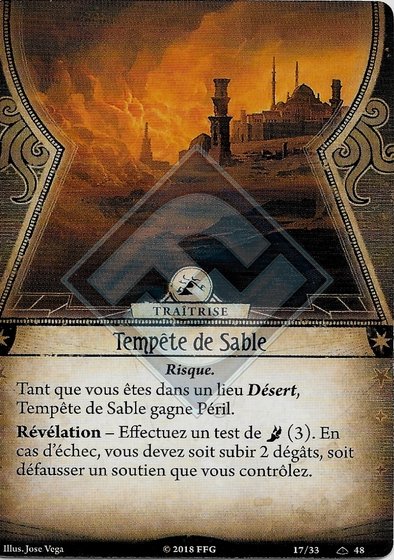 TRAÎTRISE
Tempête de Sable
Risque.
Tant que vous êtes dans un lieu Désert,
Tempête de Sable gagne Péril.
Révélation – Effectuez un test de (3). En
cas d'échec, vous devez soit subir 2 dégâts, soit
défausser un soutien que vous contrôlez.
Illus. Jose Vega © 2018 FFG 17/33 48